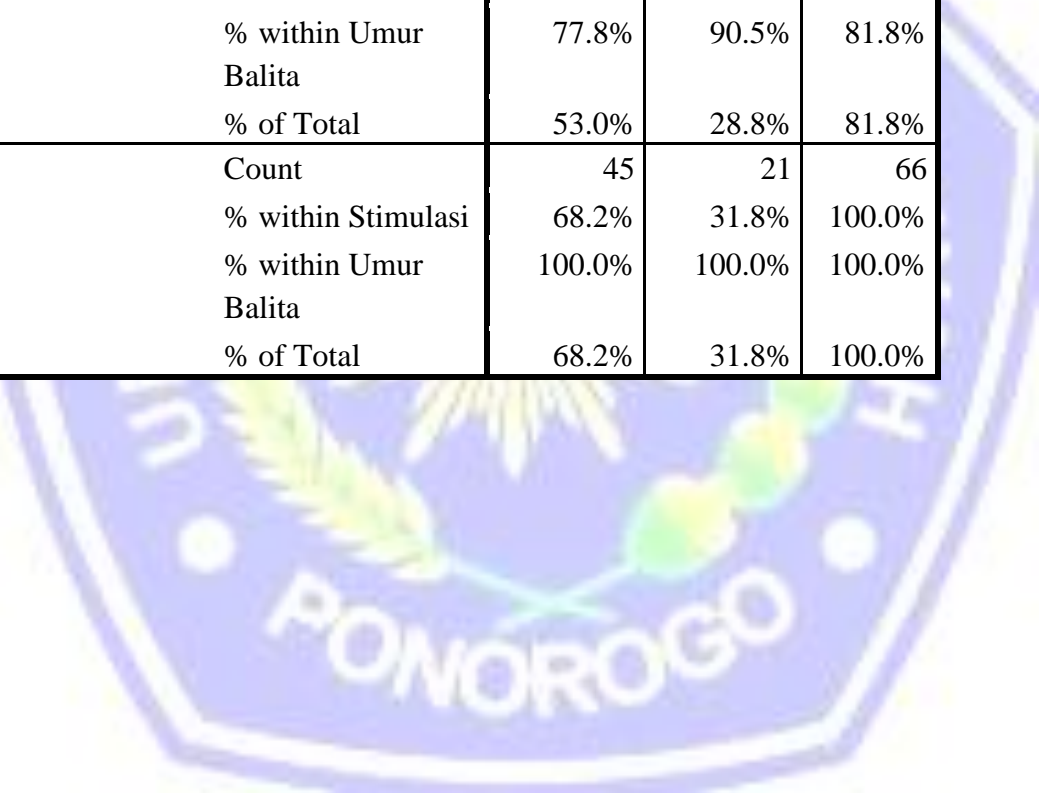 % within Umur Balita 77.8% 90.5% 81.8%
% of Total 53.0% 28.8% 81.8%
Count 45 21 66
% within Stimulasi 68.2% 31.8% 100.0%
% within Umur Balita 100.0% 100.0% 100.0%
% of Total 68.2% 31.8% 100.0%
PONOROGO